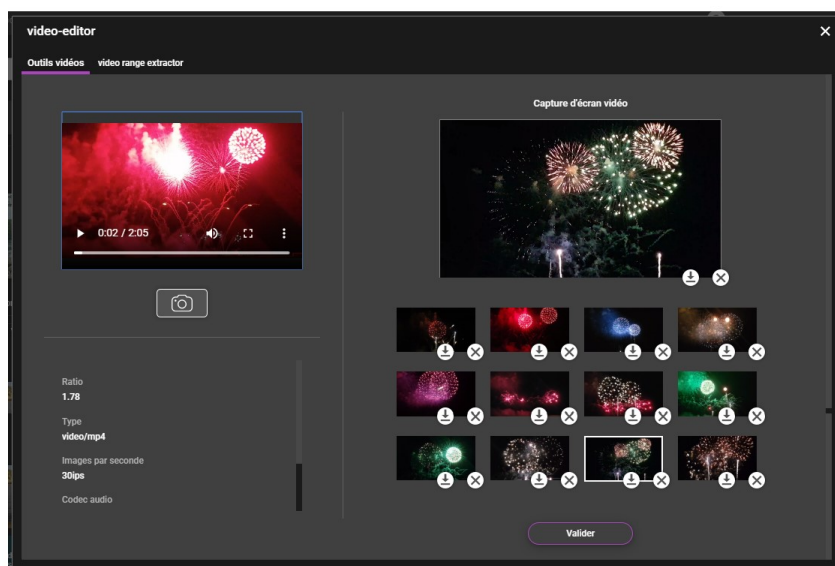 video-editor
Outils vidéos video range extractor
0:02 / 2:05
Ratio
1.78
Type
video/mp4
Images par seconde
30ips
Codec audio
Capture d'écran vidéo
Valider